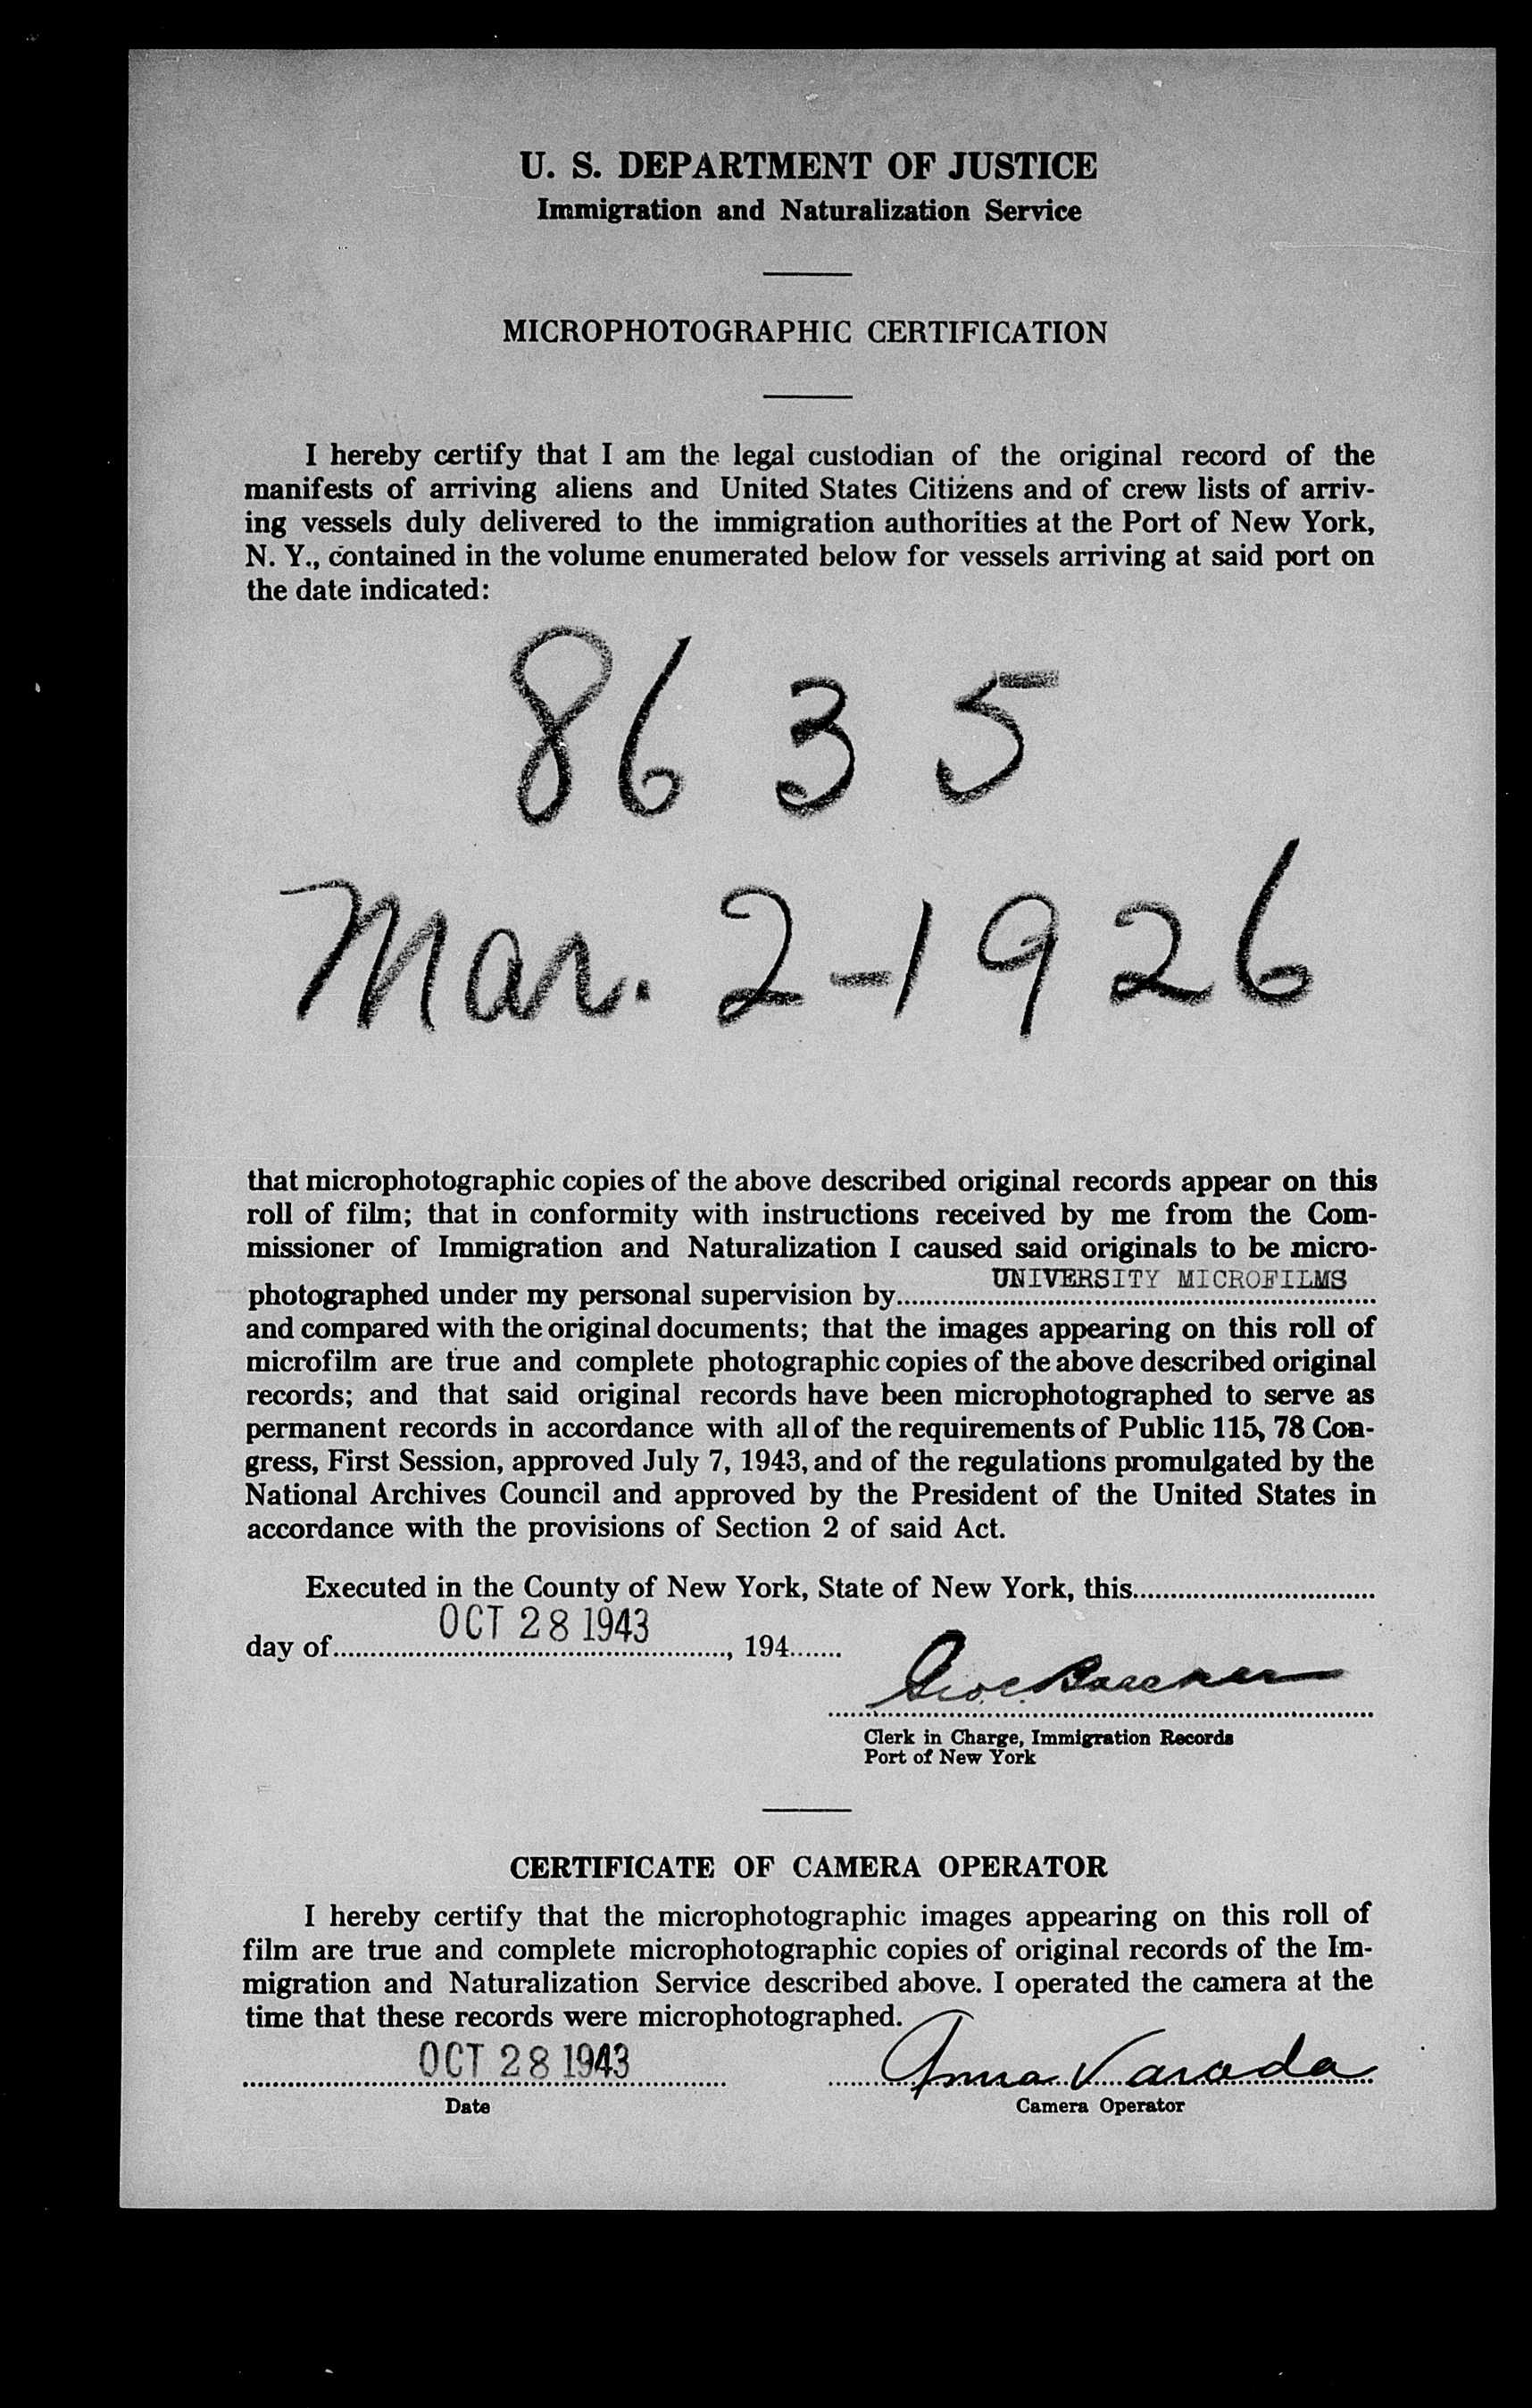 U. S. DEPARTMENT OF JUSTICE
Immigration and Naturalization Service
MICROPHOTOGRAPHIC CERTIFICATION
I hereby certify that I am the legal custodian of the original record of the
manifests of arriving aliens and United States Citizens and of crew lists of arriv-
ing vessels duly delivered to the immigration authorities at the Port of New York,
N. Y., contained in the volume enumerated below for vessels arriving at said port on
the date indicated:
8635
Mar. 2-1926
that microphotographic copies of the above described original records appear on this
roll of film; that in conformity with instructions received by me from the Com-
missioner of Immigration and Naturalization I caused said originals to be micro-
photographed under my personal supervision by UNIVERSITY MICROFILMS
and compared with the original documents; that the images appearing on this roll of
microfilm are true and complete photographic copies of the above described original
records; and that said original records have been microphotographed to serve as
permanent records in accordance with all of the requirements of Public 115, 78 Con-
gress, First Session, approved July 7, 1943, and of the regulations promulgated by the
National Archives Council and approved by the President of the United States in
accordance with the provisions of Section 2 of said Act.
Executed in the County of New York, State of New York, this
day of OCT 28 1943, 194
Clerk in Charge, Immigration Records
Port of New York
CERTIFICATE OF CAMERA OPERATOR
I hereby certify that the microphotographic images appearing on this roll of
film are true and complete microphotographic copies of original records of the Im-
migration and Naturalization Service described above. I operated the camera at the
time that these records were microphotographed.
OCT 28 1943 Anna Varada
Date Camera Operator